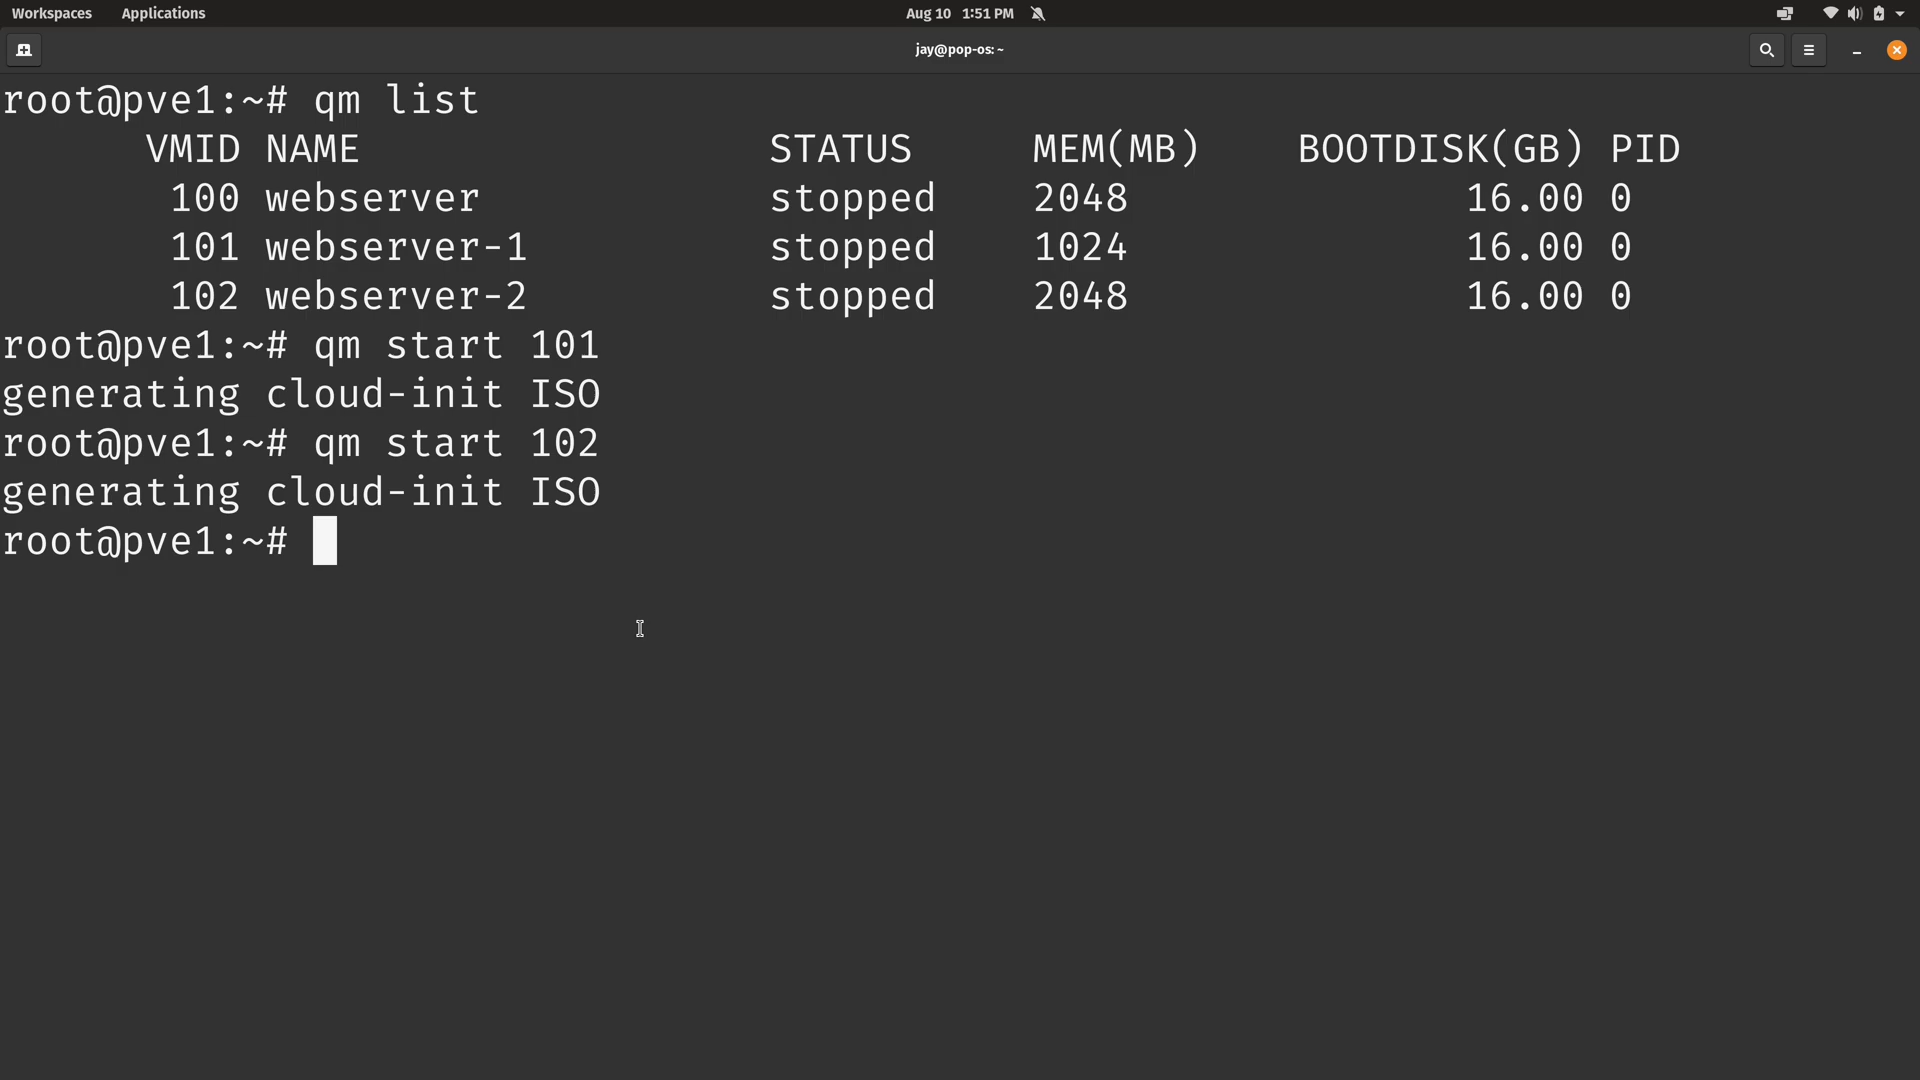 Workspaces Applications Aug 10 1:51 PM
jay@pop-os: ~
root@pve1:~# qm list
VMID NAME STATUS MEM(MB) BOOTDISK(GB) PID
100 webserver stopped 2048 16.00 0
101 webserver-1 stopped 1024 16.00 0
102 webserver-2 stopped 2048 16.00 0
root@pve1:~# qm start 101
generating cloud-init ISO
root@pve1:~# qm start 102
generating cloud-init ISO
root@pve1:~#